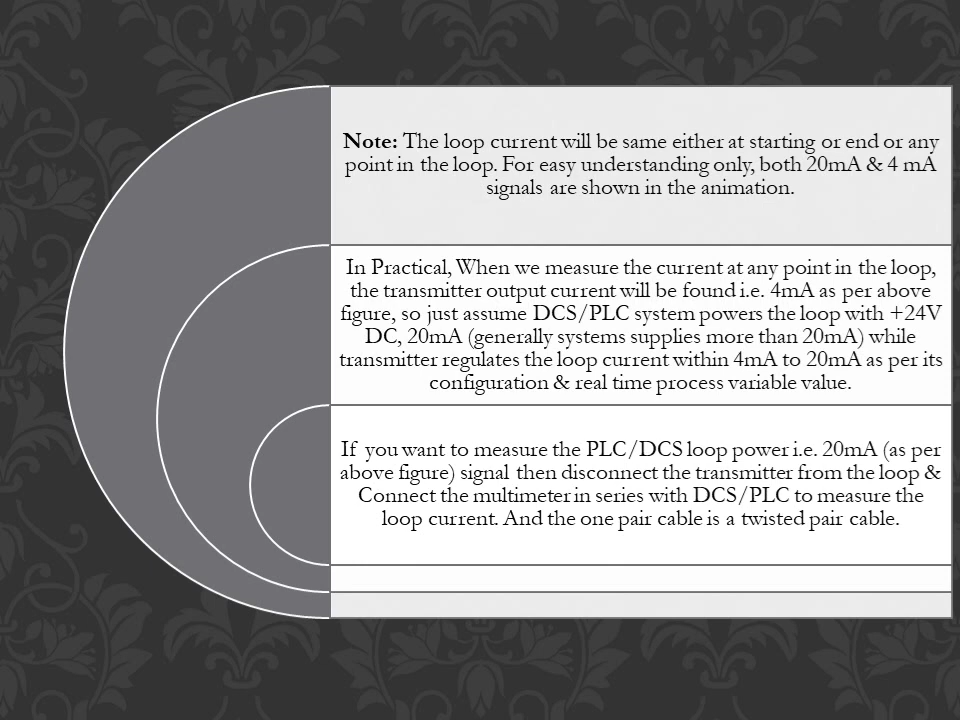 Note: The loop current will be same either at starting or end or any
point in the loop. For easy understanding only, both 20mA & 4 mA
signals are shown in the animation.
In Practical, When we measure the current at any point in the loop,
the transmitter output current will be found i.e. 4mA as per above
figure, so just assume DCS/PLC system powers the loop with +24V
DC, 20mA (generally systems supplies more than 20mA) while
transmitter regulates the loop current within 4mA to 20mA as per its
configuration & real time process variable value.
If you want to measure the PLC/DCS loop power i.e. 20mA (as per
above figure) signal then disconnect the transmitter from the loop &
Connect the multimeter in series with DCS/PLC to measure the
loop current. And the one pair cable is a twisted pair cable.